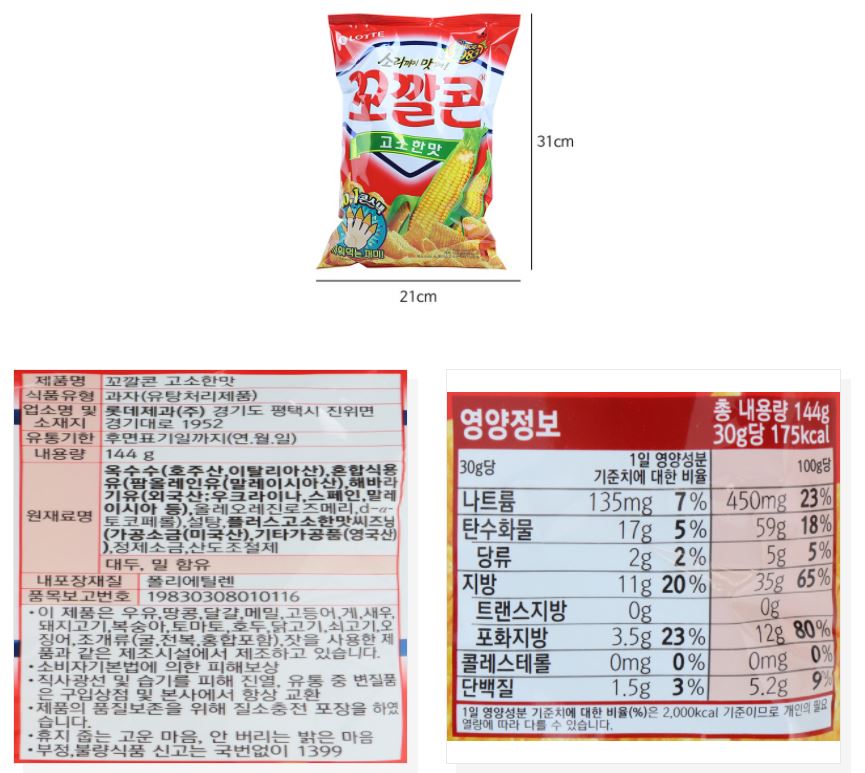 LOTTE
소리까지 맛있다!
Since 1983
꼬깔콘
고소한맛
No.1 콘스낵
끼워먹는 재미!
31cm
21cm
제품명 꼬깔콘 고소한맛
식품유형 과자(유탕처리제품)
업소명 및 소재지 롯데제과(주) 경기도 평택시 진위면
경기대로 1952
유통기한 후면표기일까지(연.월.일)
내용량 144 g
원재료명 옥수수(호주산,이탈리아산),혼합식용
유(팜올레인유(말레이시아산),해바라
기유(외국산:우크라이나,스페인,말레
이시아 등),올레오레진로즈메리,d-α-
토코페롤),설탕,플러스고소한맛씨즈닝
(가공소금(미국산),기타가공품(영국산)
),정제소금,산도조절제
대두, 밀 함유
내포장재질 폴리에틸렌
품목보고번호 19830308010116
•이 제품은 우유,땅콩,달걀,메밀,고등어,게,새우,
돼지고기,복숭아,토마토,호두,닭고기,쇠고기,오
징어,조개류(굴,전복,홍합포함),잣을 사용한 제
품과 같은 제조시설에서 제조하고 있습니다.
•소비자기본법에 의한 피해보상
•직사광선 및 습기를 피해 진열, 유통 중 변질품
은 구입상점 및 본사에서 항상 교환
•제품의 품질보존을 위해 질소충전 포장을 하였
습니다.
•휴지 줍는 고운 마음, 안 버리는 밝은 마음
•부정,불량식품 신고는 국번없이 1399
영양정보
총 내용량 144g
30g당 175kcal
30g당 1일 영양성분 기준치에 대한 비율 100g당
나트륨 135mg 7% 450mg 23%
탄수화물 17g 5% 59g 18%
당류 2g 2% 5g 5%
지방 11g 20% 35g 65%
트랜스지방 0g 0g
포화지방 3.5g 23% 12g 80%
콜레스테롤 0mg 0% 0mg 0%
단백질 1.5g 3% 5.2g 9%
1일 영양성분 기준치에 대한 비율(%)은 2,000kcal 기준이므로 개인의 필요
열량에 따라 다를 수 있습니다.